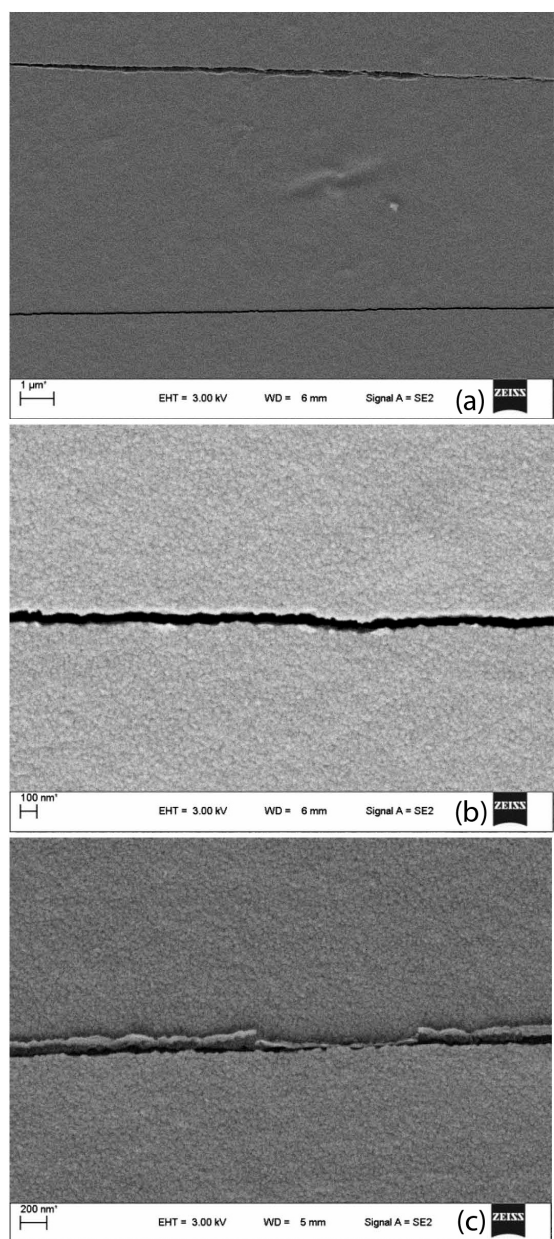 1 µm*
EHT = 3.00 kV WD = 6 mm Signal A = SE2 (a) ZEISS
100 nm*
EHT = 3.00 kV WD = 6 mm Signal A = SE2 (b) ZEISS
200 nm*
EHT = 3.00 kV WD = 5 mm Signal A = SE2 (c) ZEISS